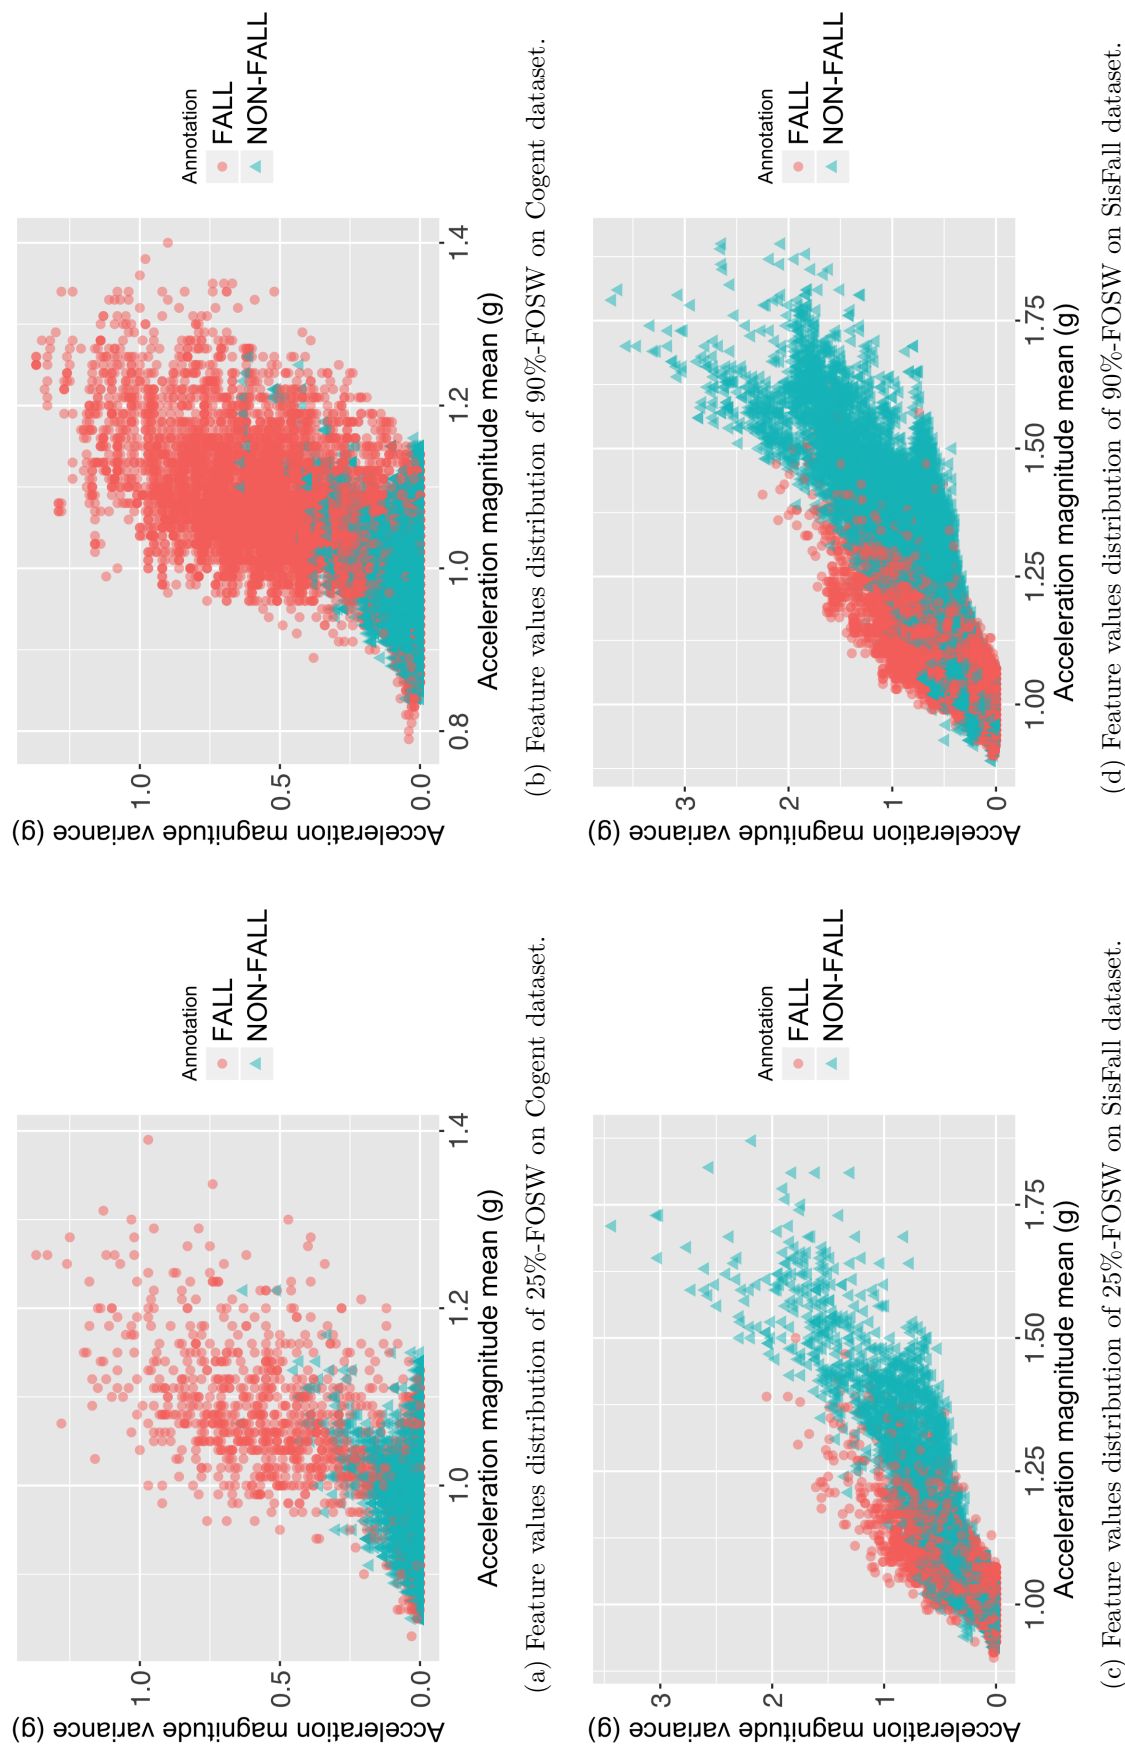 Acceleration magnitude variance (g)
1.0
0.5
0.0
1.0
1.2
1.4
Acceleration magnitude mean (g)
Annotation
FALL
NON-FALL
(a) Feature values distribution of 25%-FOSW on Cogent dataset.
Acceleration magnitude variance (g)
1.0
0.5
0.0
0.8
1.0
1.2
1.4
Acceleration magnitude mean (g)
Annotation
FALL
NON-FALL
(b) Feature values distribution of 90%-FOSW on Cogent dataset.
Acceleration magnitude variance (g)
3
2
1
0
1.00
1.25
1.50
1.75
Acceleration magnitude mean (g)
Annotation
FALL
NON-FALL
(c) Feature values distribution of 25%-FOSW on SisFall dataset.
Acceleration magnitude variance (g)
3
2
1
0
1.00
1.25
1.50
1.75
Acceleration magnitude mean (g)
Annotation
FALL
NON-FALL
(d) Feature values distribution of 90%-FOSW on SisFall dataset.